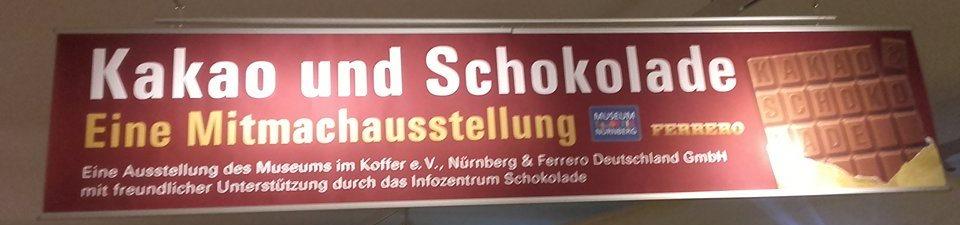 Kakao und Schokolade
Eine Mitmachausstellung
MUSEUM
NÜRNBERG
FERRERO
Eine Ausstellung des Museums im Koffer e.V., Nürnberg & Ferrero Deutschland GmbH
mit freundlicher Unterstützung durch das Infozentrum Schokolade
KAKAO
SCHOKO
ADE